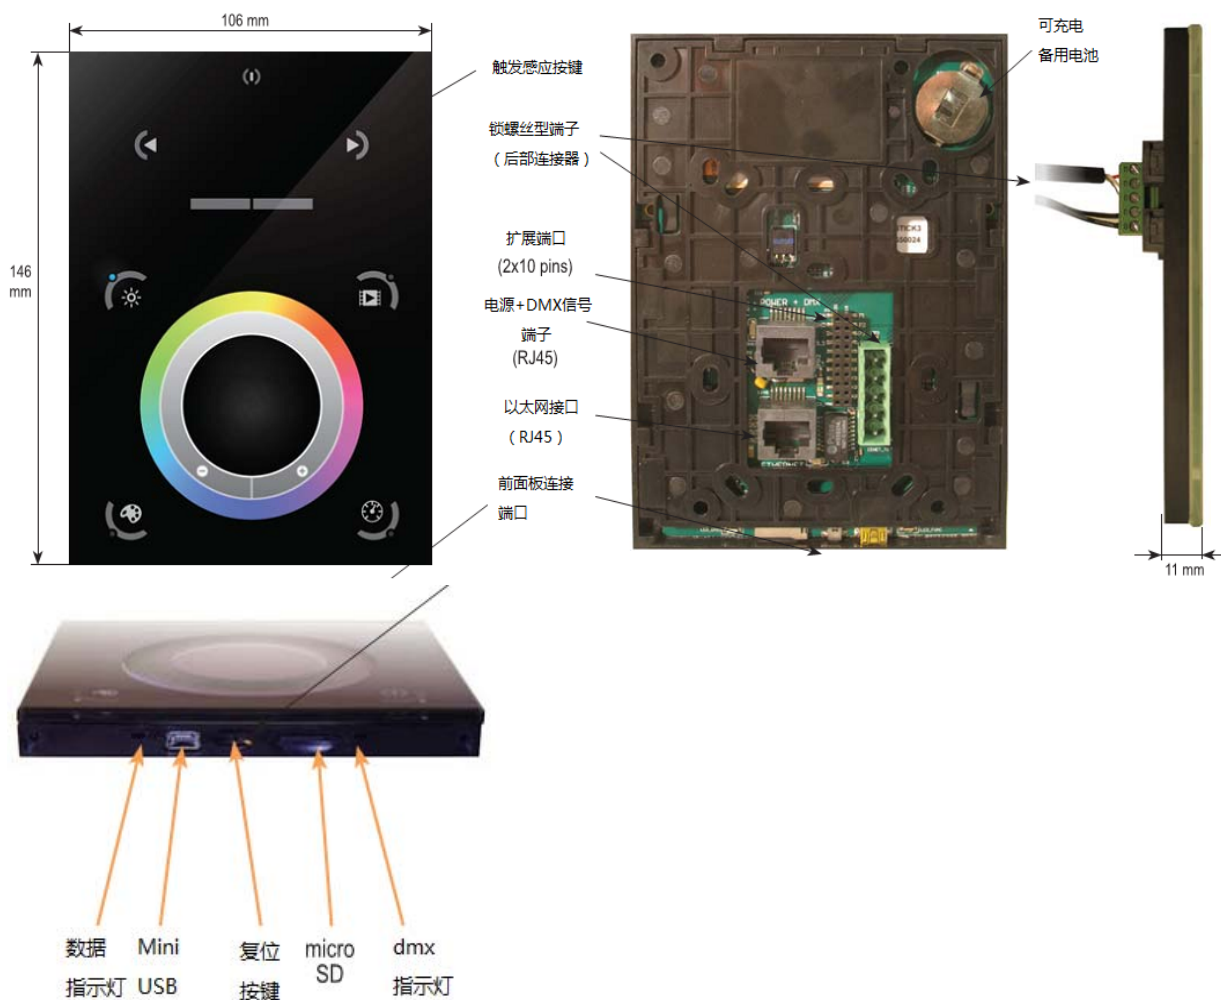 106 mm
146
mm
触发感应按键
锁螺丝型端子
（后部连接器）
扩展端口
(2x10 pins)
电源+DMX信号
端子
(RJ45)
以太网接口
（RJ45）
前面板连接
端口
可充电
备用电池
POWER + DMX
11 mm
数据
指示灯
Mini
USB
复位
按键
micro
SD
dmx
指示灯